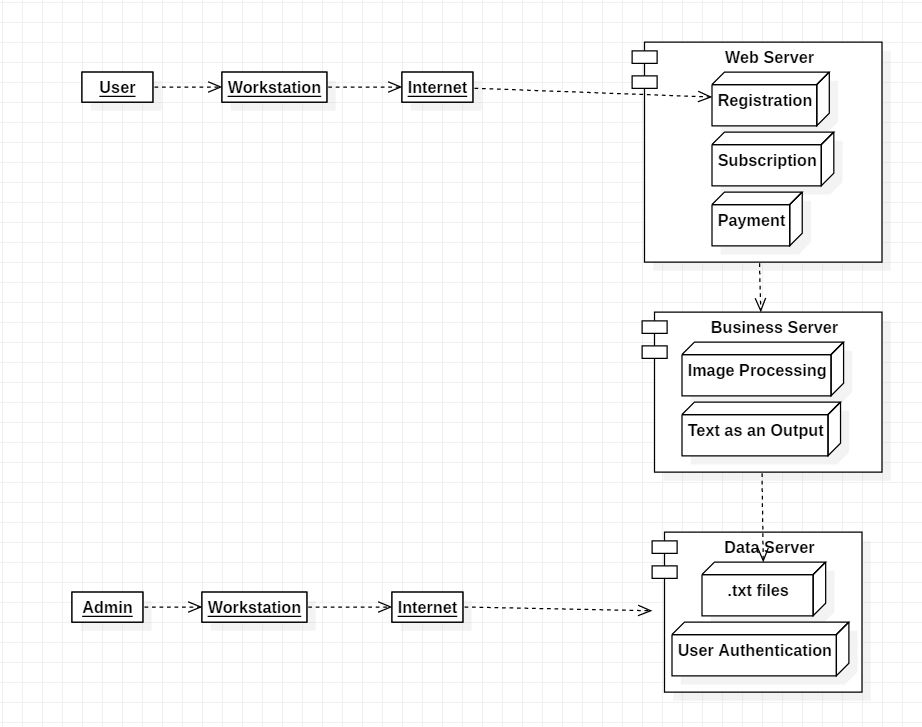 User
Workstation
Internet
Web Server
Registration
Subscription
Payment
Business Server
Image Processing
Text as an Output
Data Server
.txt files
User Authentication
Admin
Workstation
Internet